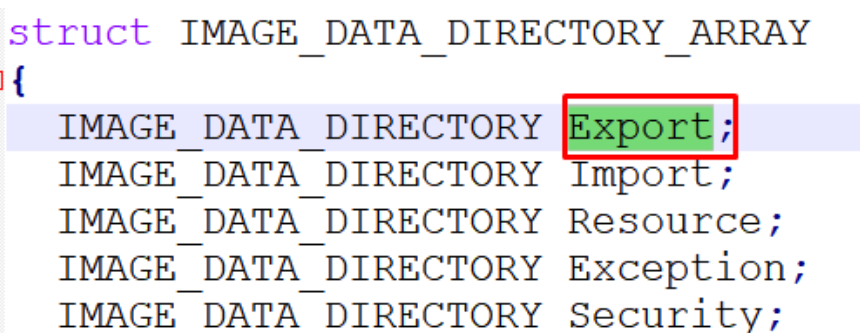 struct IMAGE_DATA_DIRECTORY_ARRAY
{
IMAGE_DATA_DIRECTORY Export;
IMAGE_DATA_DIRECTORY Import;
IMAGE_DATA_DIRECTORY Resource;
IMAGE_DATA_DIRECTORY Exception;
IMAGE_DATA_DIRECTORY Security;